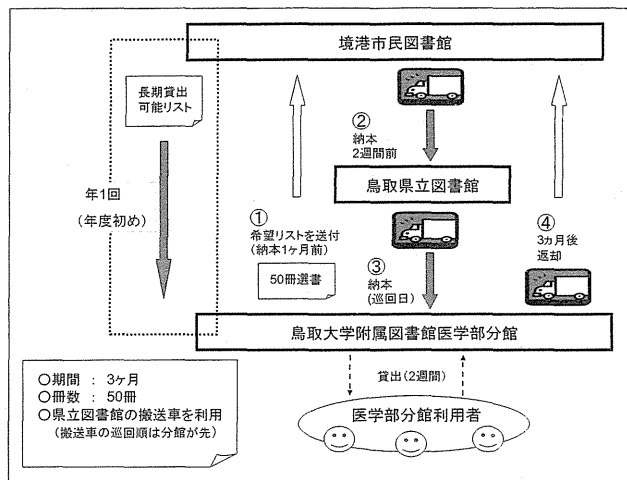 境港市民図書館
長期貸出
可能リスト
年1回
(年度初め)
②
納本
2週間前
鳥取県立図書館
①
希望リストを送付
(納本1ヶ月前)
50冊選書
③
納本
(巡回日)
④
3ヵ月後
返却
鳥取大学附属図書館医学部分館
貸出(2週間)
医学部分館利用者
〇期間 : 3ヶ月
〇冊数 : 50冊
〇県立図書館の搬送車を利用
(搬送車の巡回順は分館が先)